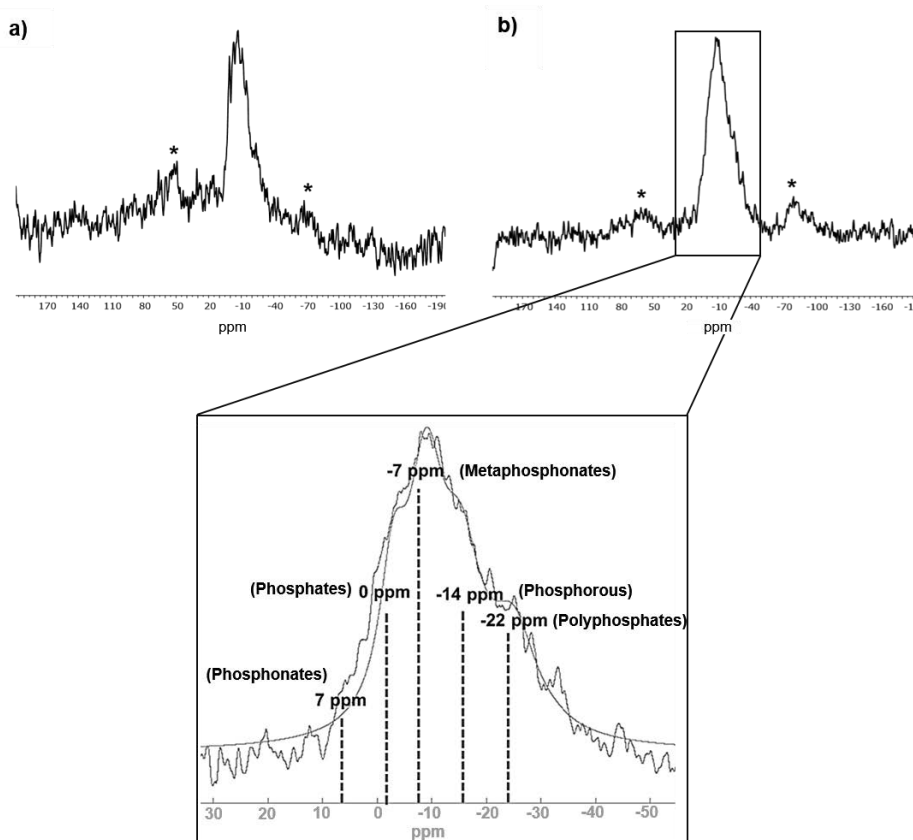 a)
*
*
170 140 110 80 50 20 -10 -40 -70 -100 -130 -160 -190
ppm
b)
*
*
170 140 110 80 50 20 -10 -40 -70 -100 -130 -160
ppm
-7 ppm (Metaphosphonates)
(Phosphates) 0 ppm
-14 ppm (Phosphorous)
-22 ppm (Polyphosphates)
(Phosphonates)
7 ppm
30 20 10 0 -10 -20 -30 -40 -50
ppm